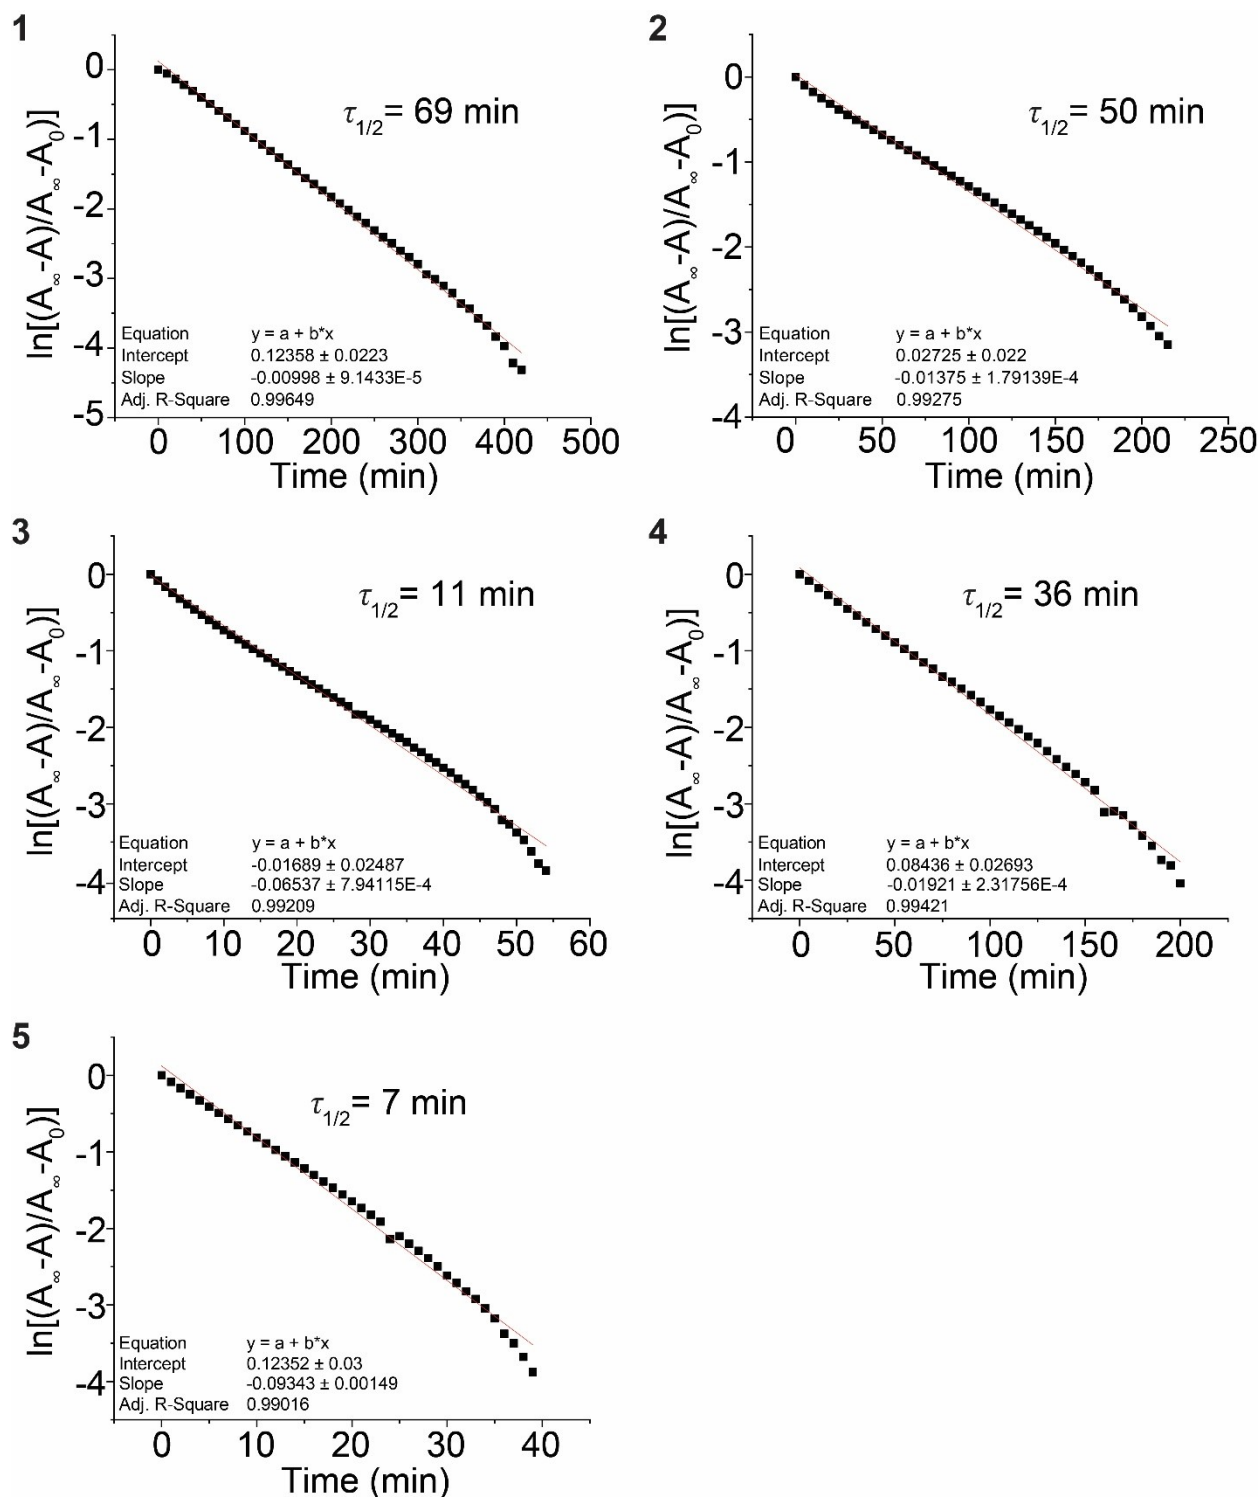 1
τ1/2= 69 min
ln[(A∞-A)/A∞-A0)]
0
-1
-2
-3
-4
-5
Equation y = a + b*x
Intercept 0.12358 ± 0.0223
Slope -0.00998 ± 9.1433E-5
Adj. R-Square 0.99649
0 100 200 300 400 500
Time (min)
2
τ1/2= 50 min
ln[(A∞-A)/A∞-A0)]
0
-1
-2
-3
-4
Equation y = a + b*x
Intercept 0.02725 ± 0.022
Slope -0.01375 ± 1.79139E-4
Adj. R-Square 0.99275
0 50 100 150 200 250
Time (min)
3
τ1/2= 11 min
ln[(A∞-A)/A∞-A0)]
0
-1
-2
-3
-4
Equation y = a + b*x
Intercept -0.01689 ± 0.02487
Slope -0.06537 ± 7.94115E-4
Adj. R-Square 0.99209
0 10 20 30 40 50 60
Time (min)
4
τ1/2= 36 min
ln[(A∞-A)/A∞-A0)]
0
-1
-2
-3
-4
Equation y = a + b*x
Intercept 0.08436 ± 0.02693
Slope -0.01921 ± 2.31756E-4
Adj. R-Square 0.99421
0 50 100 150 200
Time (min)
5
τ1/2= 7 min
ln[(A∞-A)/A∞-A0)]
0
-1
-2
-3
-4
Equation y = a + b*x
Intercept 0.12352 ± 0.03
Slope -0.09343 ± 0.00149
Adj. R-Square 0.99016
0 10 20 30 40
Time (min)